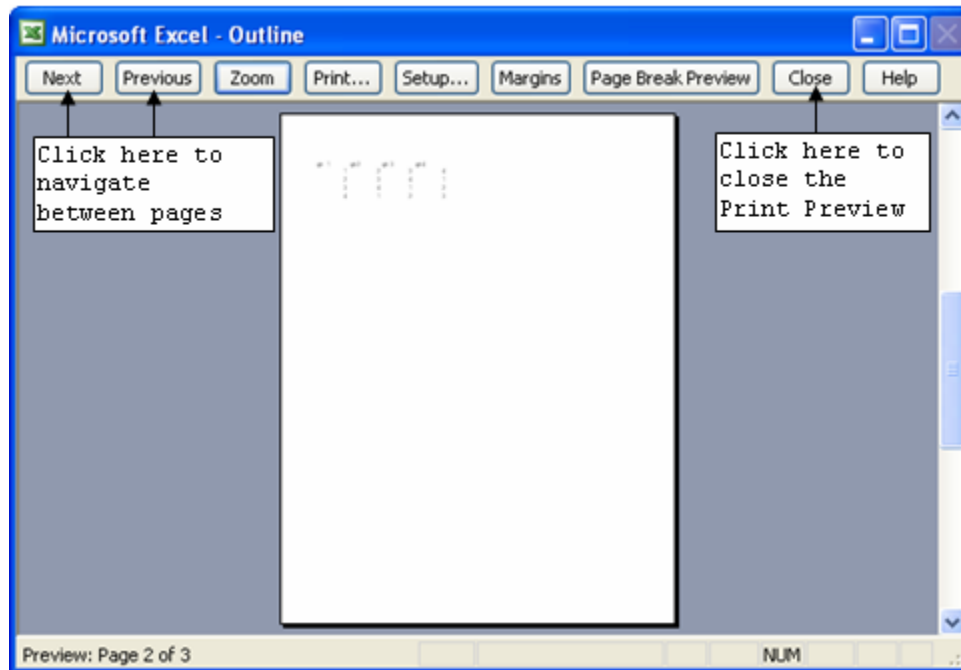 Microsoft Excel - Outline
Next Previous Zoom Print... Setup... Margins Page Break Preview Close Help
Click here to
navigate
between pages
Click here to
close the
Print Preview
Preview: Page 2 of 3
NUM